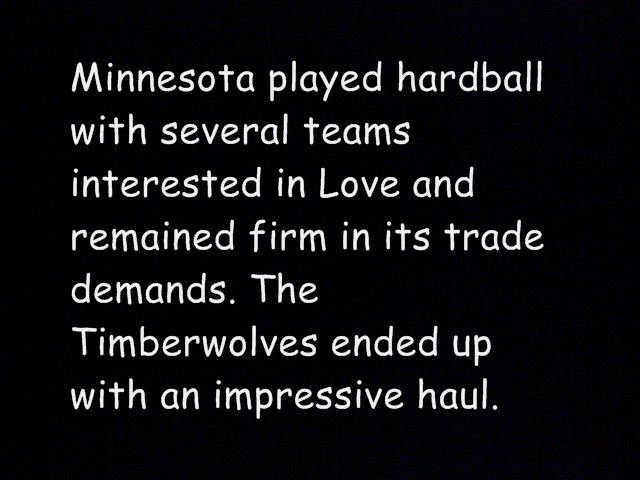 Minnesota played hardball
with several teams
interested in Love and
remained firm in its trade
demands. The
Timberwolves ended up
with an impressive haul.